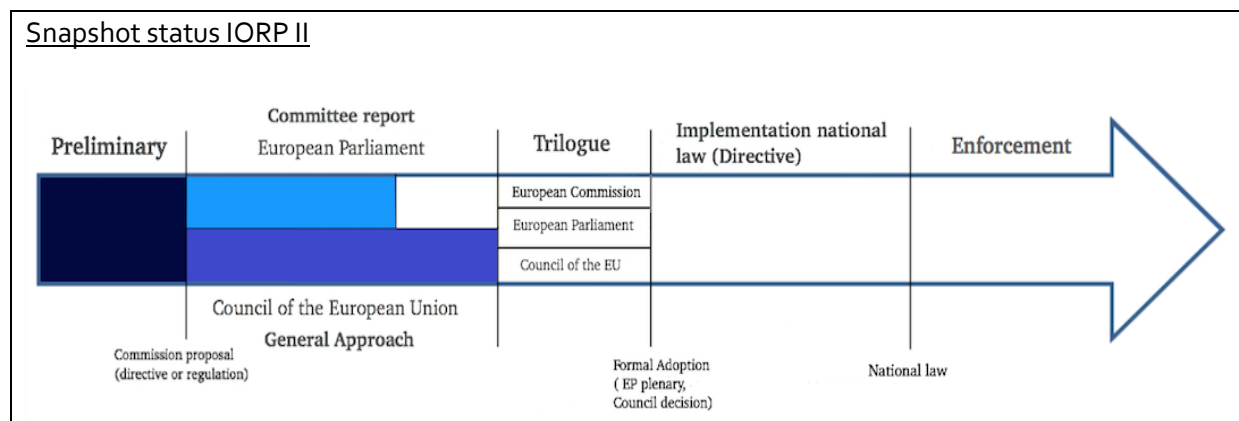 Snapshot status IORP II
Preliminary
Committee report
European Parliament
Trilogue
Implementation national
law (Directive)
Enforcement
European Commission
European Parliament
Council of the EU
Council of the European Union
General Approach
Commission proposal
(directive or regulation)
Formal Adoption
( EP plenary,
Council decision)
National law